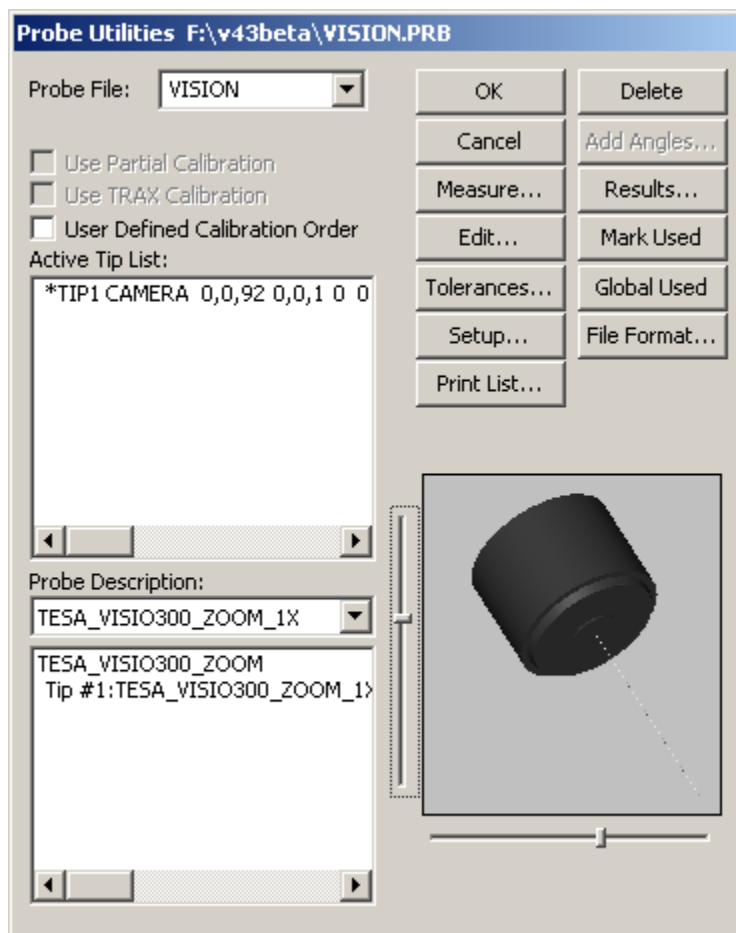 Probe Utilities F:\v43beta\VISION.PRB
Probe File:
VISION
Use Partial Calibration
Use TRAX Calibration
User Defined Calibration Order
Active Tip List:
*TIP1 CAMERA 0,0,92 0,0,1 0 0
OK
Delete
Cancel
Add Angles...
Measure...
Results...
Edit...
Mark Used
Tolerances...
Global Used
Setup...
File Format...
Print List...
Probe Description:
TESA_VISIO300_ZOOM_1X
TESA_VISIO300_ZOOM
Tip #1:TESA_VISIO300_ZOOM_1X